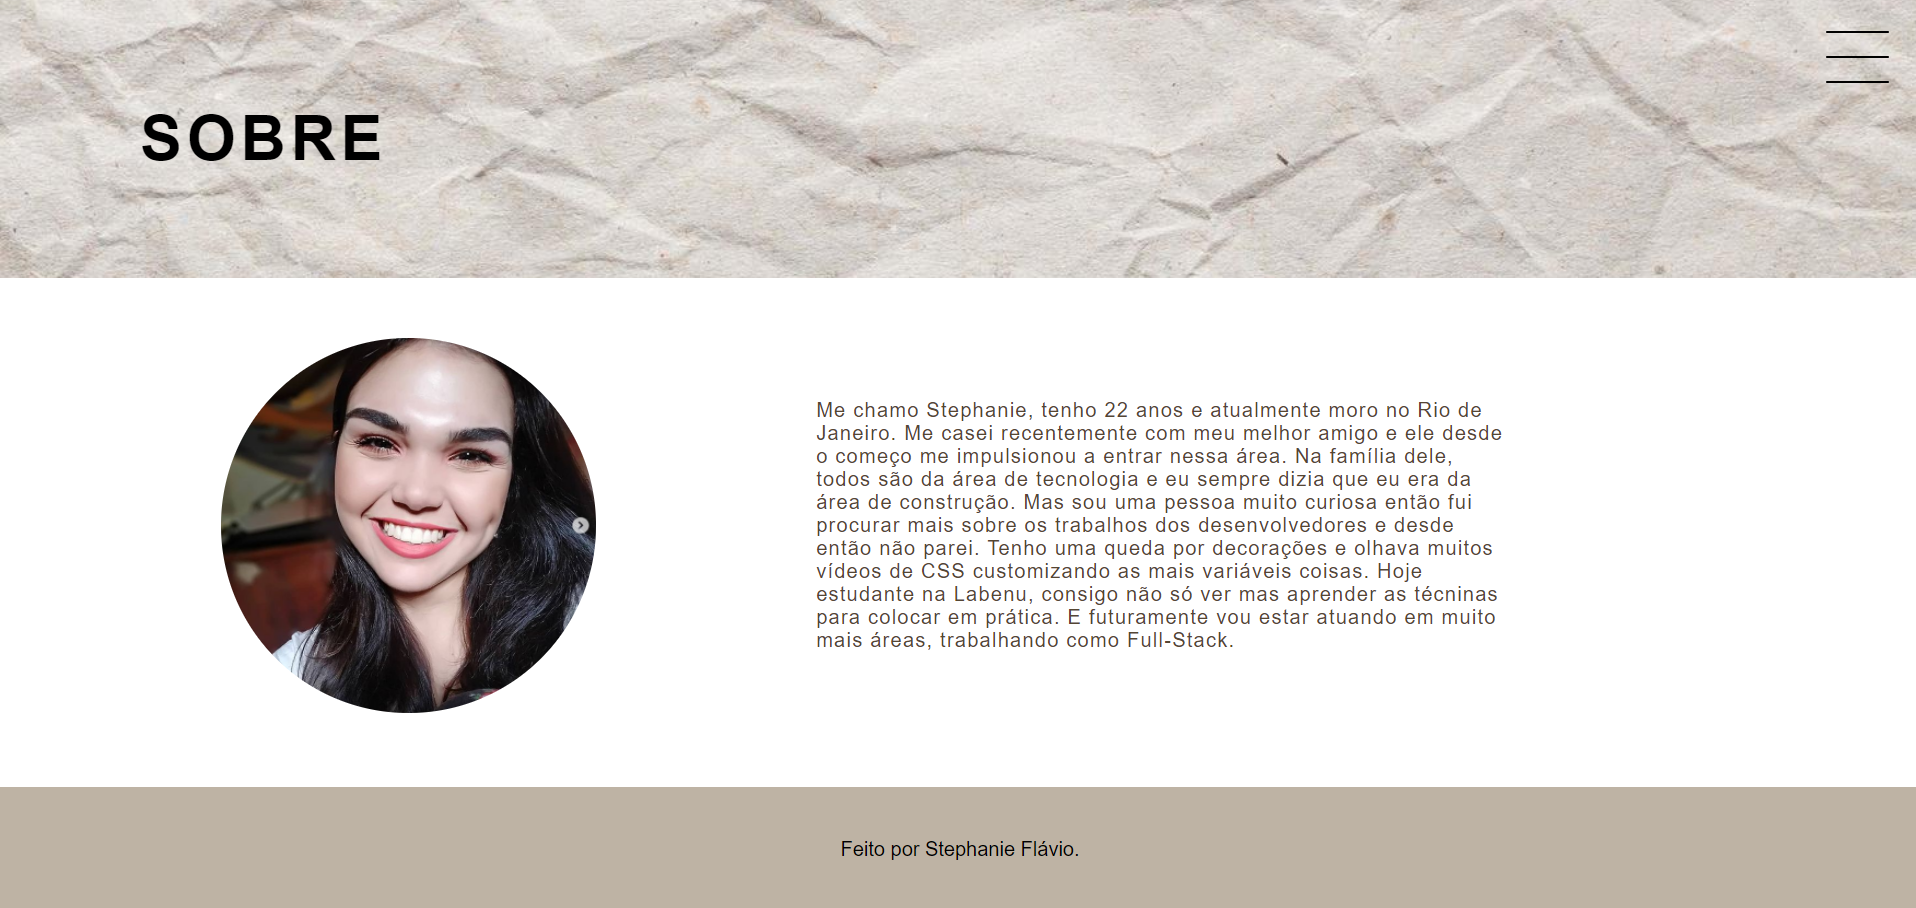 SOBRE
Me chamo Stephanie, tenho 22 anos e atualmente moro no Rio de
Janeiro. Me casei recentemente com meu melhor amigo e ele desde
o começo me impulsionou a entrar nessa área. Na família dele,
todos são da área de tecnologia e eu sempre dizia que eu era da
área de construção. Mas sou uma pessoa muito curiosa então fui
procurar mais sobre os trabalhos dos desenvolvedores e desde
então não parei. Tenho uma queda por decorações e olhava muitos
vídeos de CSS customizando as mais variáveis coisas. Hoje
estudante na Labenu, consigo não só ver mas aprender as técninas
para colocar em prática. E futuramente vou estar atuando em muito
mais áreas, trabalhando como Full-Stack.
Feito por Stephanie Flávio.